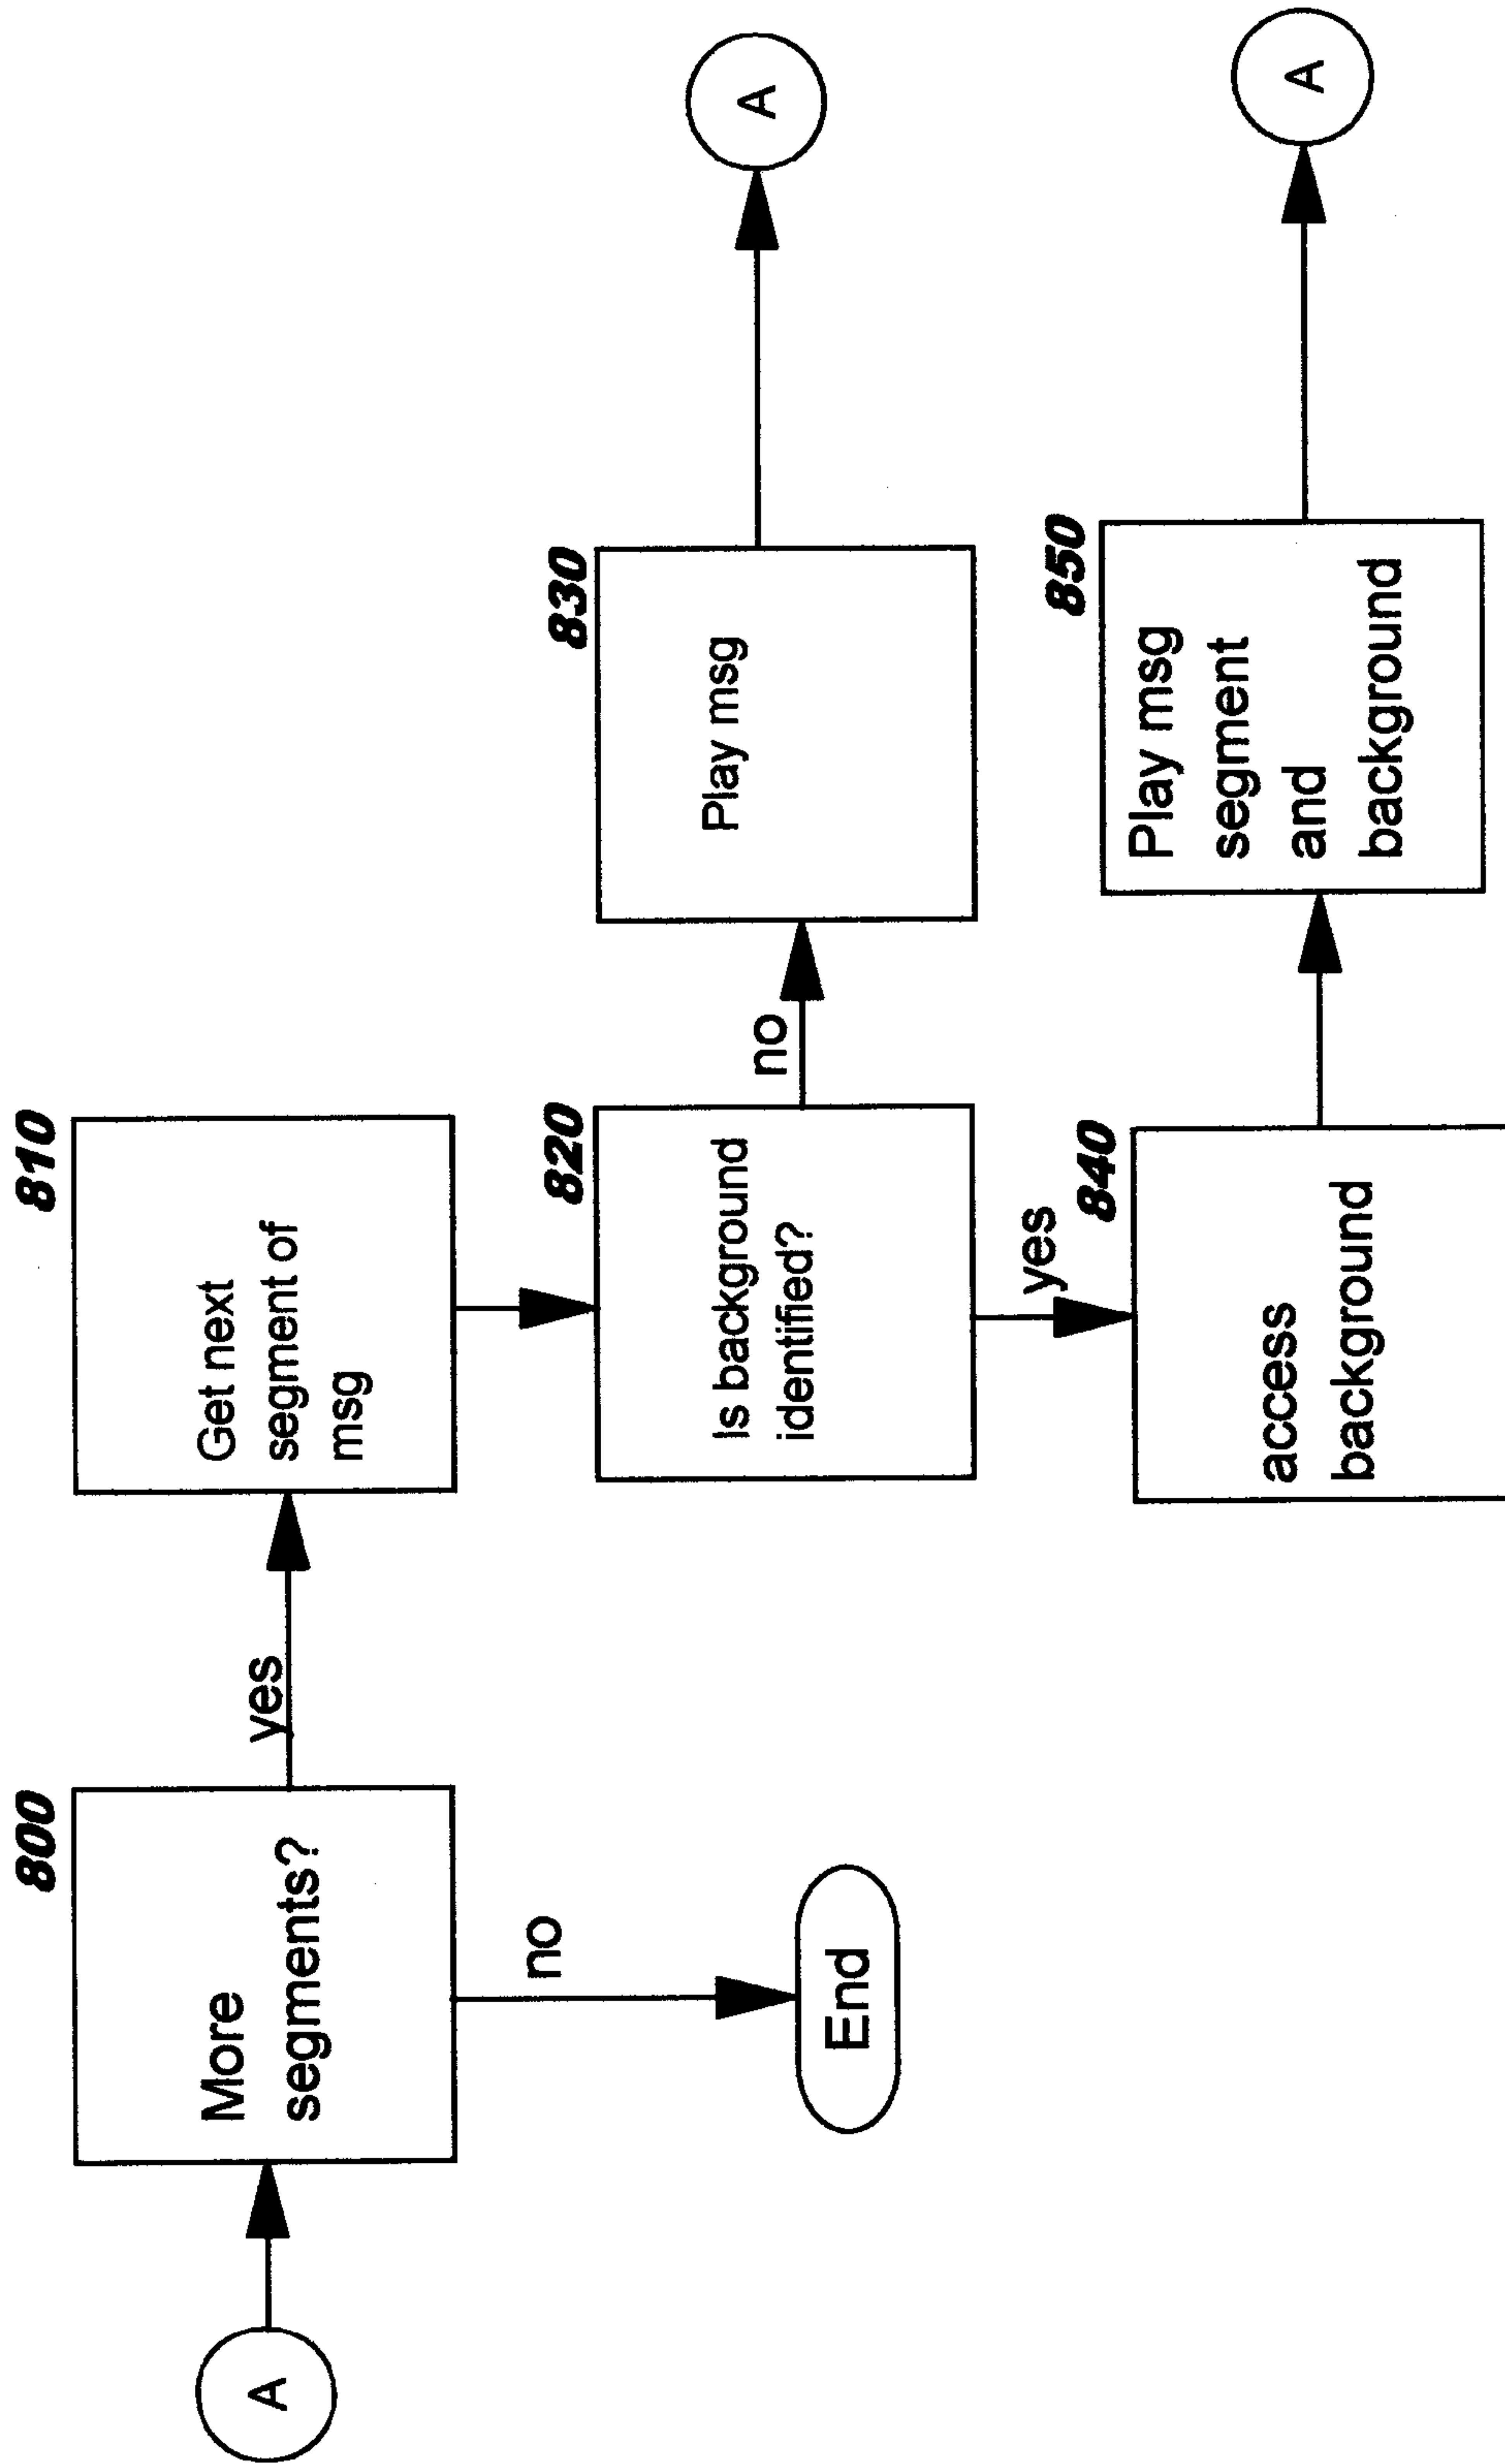 A
800
More
segments?
yes
no
End
810
Get next
segment of
msg
820
Is background
identified?
no
yes
830
Play msg
A
840
access
background
850
Play msg
segment
and
background
A